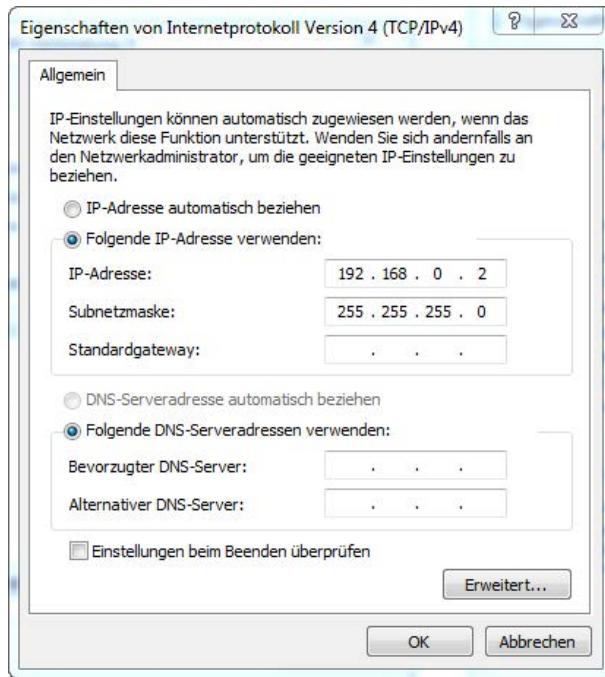 Eigenschaften von Internetprotokoll Version 4 (TCP/IPv4)
Allgemein
IP-Einstellungen können automatisch zugewiesen werden, wenn das
Netzwerk diese Funktion unterstützt. Wenden Sie sich andernfalls an
den Netzwerkadministrator, um die geeigneten IP-Einstellungen zu
beziehen.
IP-Adresse automatisch beziehen
Folgende IP-Adresse verwenden:
IP-Adresse: 192 . 168 . 0 . 2
Subnetzmaske: 255 . 255 . 255 . 0
Standardgateway: . . .
DNS-Serveradresse automatisch beziehen
Folgende DNS-Serveradressen verwenden:
Bevorzugter DNS-Server: . . .
Alternativer DNS-Server: . . .
Einstellungen beim Beenden überprüfen
Erweitert...
OK Abbrechen